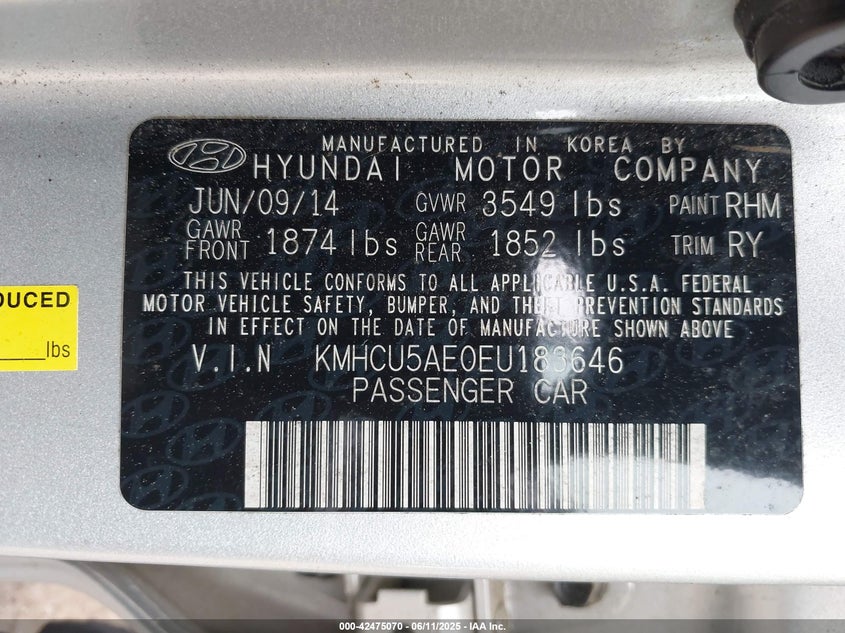 MANUFACTURED IN KOREA BY
HYUNDAI MOTOR COMPANY
JUN/09/14 GVWR 3549 lbs PAINT RHM
GAWR FRONT 1874 lbs GAWR REAR 1852 lbs TRIM RY
THIS VEHICLE CONFORMS TO ALL APPLICABLE U.S.A. FEDERAL
MOTOR VEHICLE SAFETY, BUMPER, AND THEFT PREVENTION STANDARDS
IN EFFECT ON THE DATE OF MANUFACTURE SHOWN ABOVE
V.I.N KMHCU5AE0EU183646
PASSENGER CAR
DUCED
____lbs
000-42475070 - 06/11/2025 - IAA Inc.